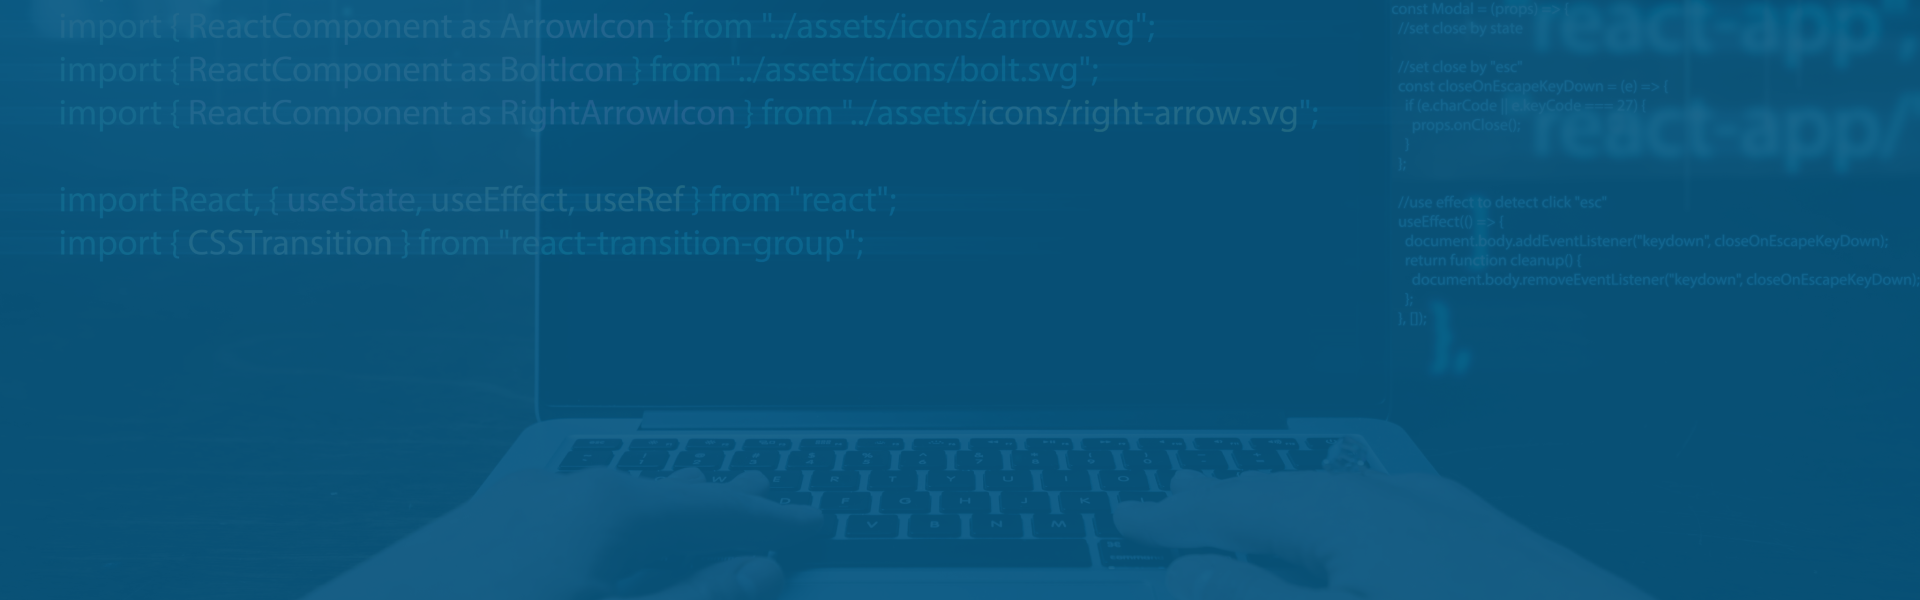 import { ReactComponent as ArrowIcon } from "../assets/icons/arrow.svg";
import { ReactComponent as BoltIcon } from "../assets/icons/bolt.svg";
import { ReactComponent as RightArrowIcon } from "../assets/icons/right-arrow.svg";
import React, { useState, useEffect, useRef } from "react";
import { CSSTransition } from "react-transition-group";
const Modal = (props) => {
//set close by state
//set close by "esc"
const closeOnEscapeKeyDown = (e) => {
if (e.charCode || e.keyCode === 27) {
props.onClose();
}
};
//use effect to detect click "esc"
useEffect(() => {
document.body.addEventListener("keydown", closeOnEscapeKeyDown);
return function cleanup() {
document.body.removeEventListener("keydown", closeOnEscapeKeyDown);
};
}, []);
react-app",
react-app/
},